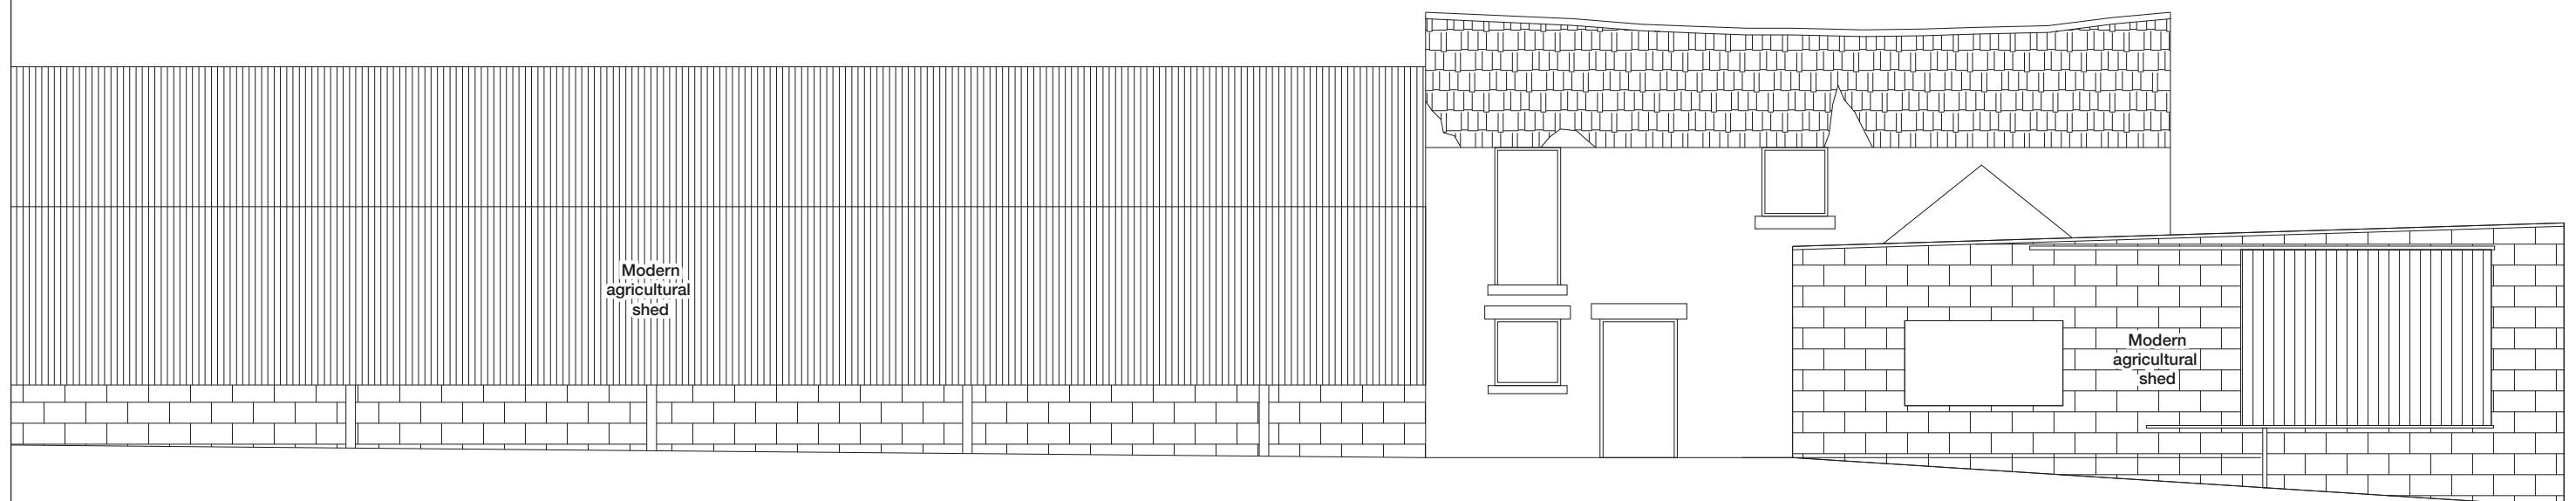 Modern
agricultural
shed
Modern
agricultural
shed